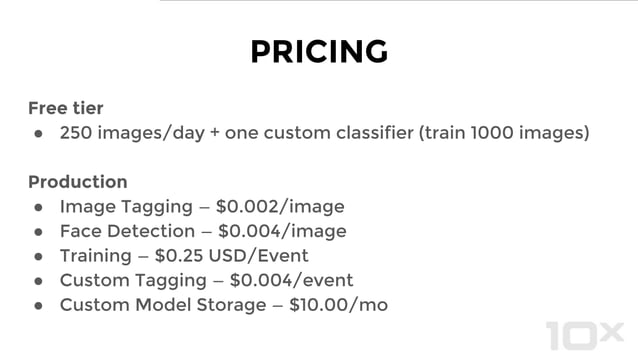 PRICING
Free tier
● 250 images/day + one custom classifier (train 1000 images)
Production
● Image Tagging – $0.002/image
● Face Detection – $0.004/image
● Training – $0.25 USD/Event
● Custom Tagging – $0.004/event
● Custom Model Storage – $10.00/mo
10x